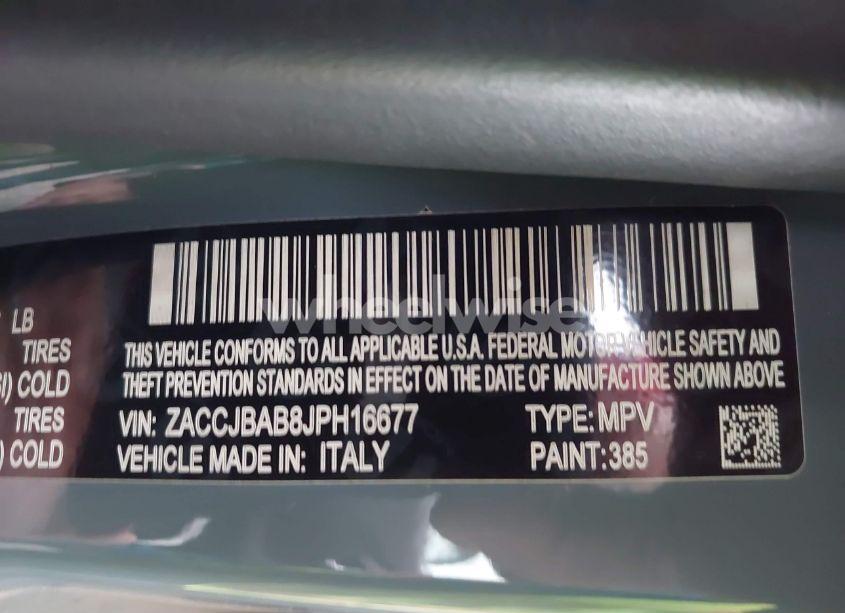 LB
TIRES
COLD
TIRES
COLD
wheelwise
THIS VEHICLE CONFORMS TO ALL APPLICABLE U.S.A. FEDERAL MOTOR VEHICLE SAFETY AND
THEFT PREVENTION STANDARDS IN EFFECT ON THE DATE OF MANUFACTURE SHOWN ABOVE
VIN: ZACCJBAB8JPH16677 TYPE: MPV
VEHICLE MADE IN: ITALY PAINT: 385